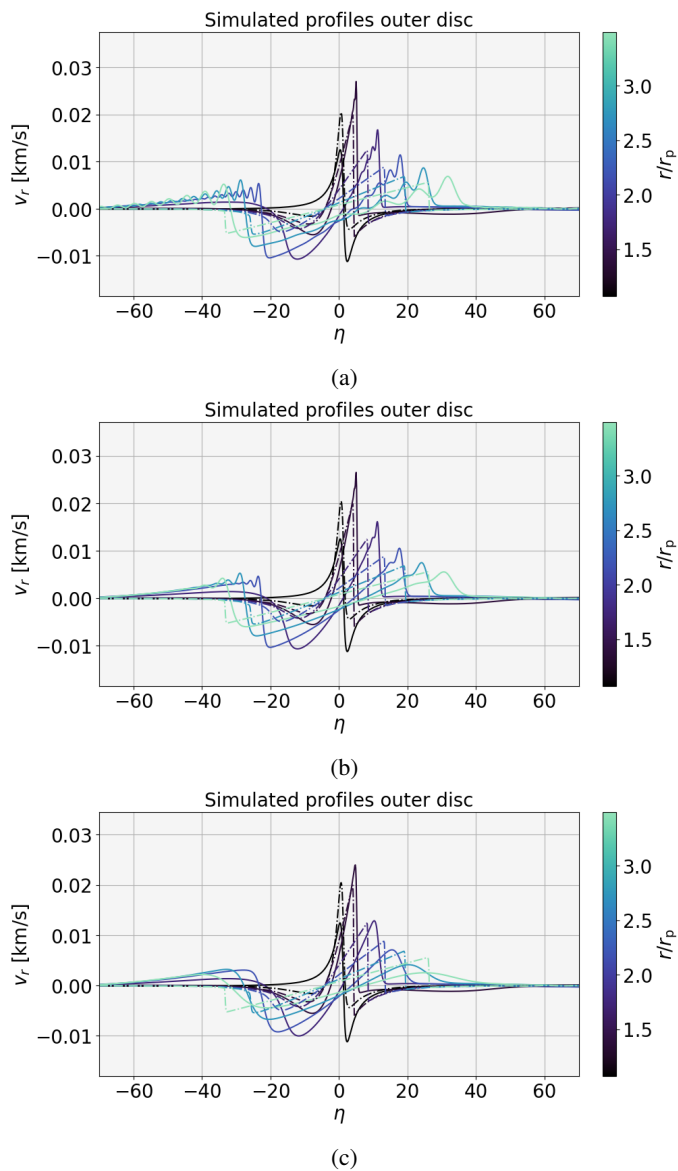 Simulated profiles outer disc
0.03
0.02
0.01
0.00
−0.01
v_r [km/s]
−60 −40 −20 0 20 40 60
η
3.0
2.5
2.0
1.5
r/r_p
(a)
Simulated profiles outer disc
0.03
0.02
0.01
0.00
−0.01
v_r [km/s]
−60 −40 −20 0 20 40 60
η
3.0
2.5
2.0
1.5
r/r_p
(b)
Simulated profiles outer disc
0.03
0.02
0.01
0.00
−0.01
v_r [km/s]
−60 −40 −20 0 20 40 60
η
3.0
2.5
2.0
1.5
r/r_p
(c)